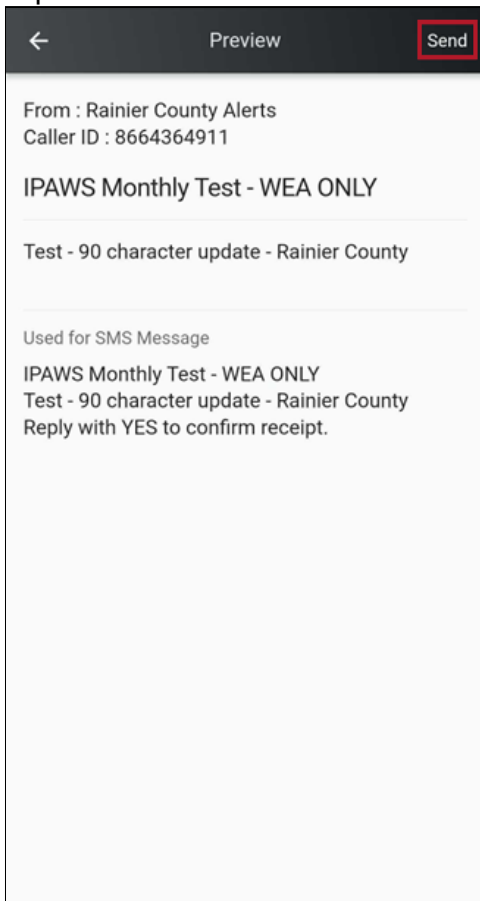 Preview
Send
From : Rainier County Alerts
Caller ID : 8664364911
IPAWS Monthly Test - WEA ONLY
Test - 90 character update - Rainier County
Used for SMS Message
IPAWS Monthly Test - WEA ONLY
Test - 90 character update - Rainier County
Reply with YES to confirm receipt.